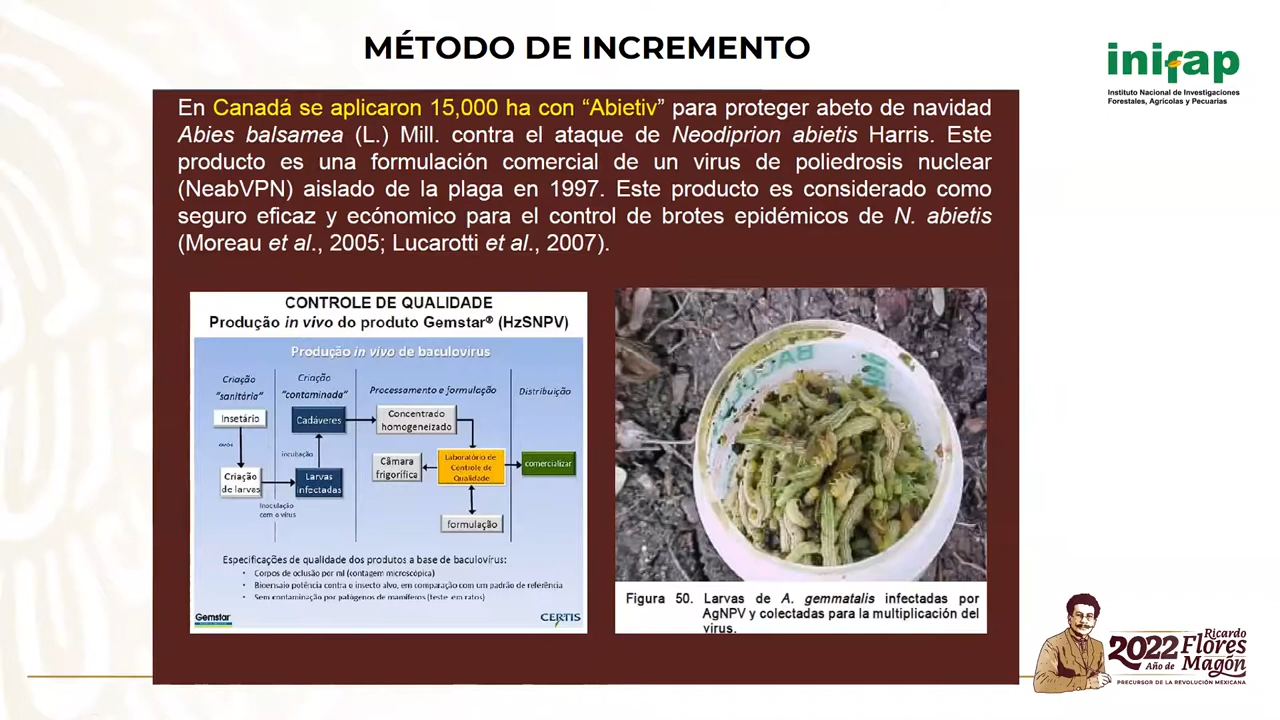 MÉTODO DE INCREMENTO
inifap
Instituto Nacional de Investigaciones
Forestales, Agrícolas y Pecuarias
En Canadá se aplicaron 15,000 ha con “Abietiv” para proteger abeto de navidad
Abies balsamea (L.) Mill. contra el ataque de Neodiprion abietis Harris. Este
producto es una formulación comercial de un virus de poliedrosis nuclear
(NeabVPN) aislado de la plaga en 1997. Este producto es considerado como
seguro eficaz y ecónomico para el control de brotes epidémicos de N. abietis
(Moreau et al., 2005; Lucarotti et al., 2007).
CONTROLE DE QUALIDADE
Produção in vivo do produto Gemstar® (HzSNPV)
Produção in vivo de baculovirus
Criação
“sanitária”
Criação
“contaminada”
Processamento e formulação
Distribuição
Insetário
Cadáveres
Concentrado
homogeneizado
ovos
incubação
Criação
de larvas
Larvas
infectadas
Câmara
frigorífica
Laboratório de
Controle de
Qualidade
comercializar
Inoculação
com o vírus
formulação
Especificações de qualidade dos produtos a base de baculovírus:
• Corpos de oclusão por ml (contagem microscópica)
• Bioensaio potência contra o insecto alvo, em comparação com um padrão de referência
• Sem contaminação por patógenos de mamíferos (teste em ratos)
Gemstar
CERTIS
Figura 50. Larvas de A. gemmatalis infectadas por
AgNPV y colectadas para la multiplicación del
virus.
2022 Ricardo
Flores
Año de Magón
PRECURSOR DE LA REVOLUCIÓN MEXICANA